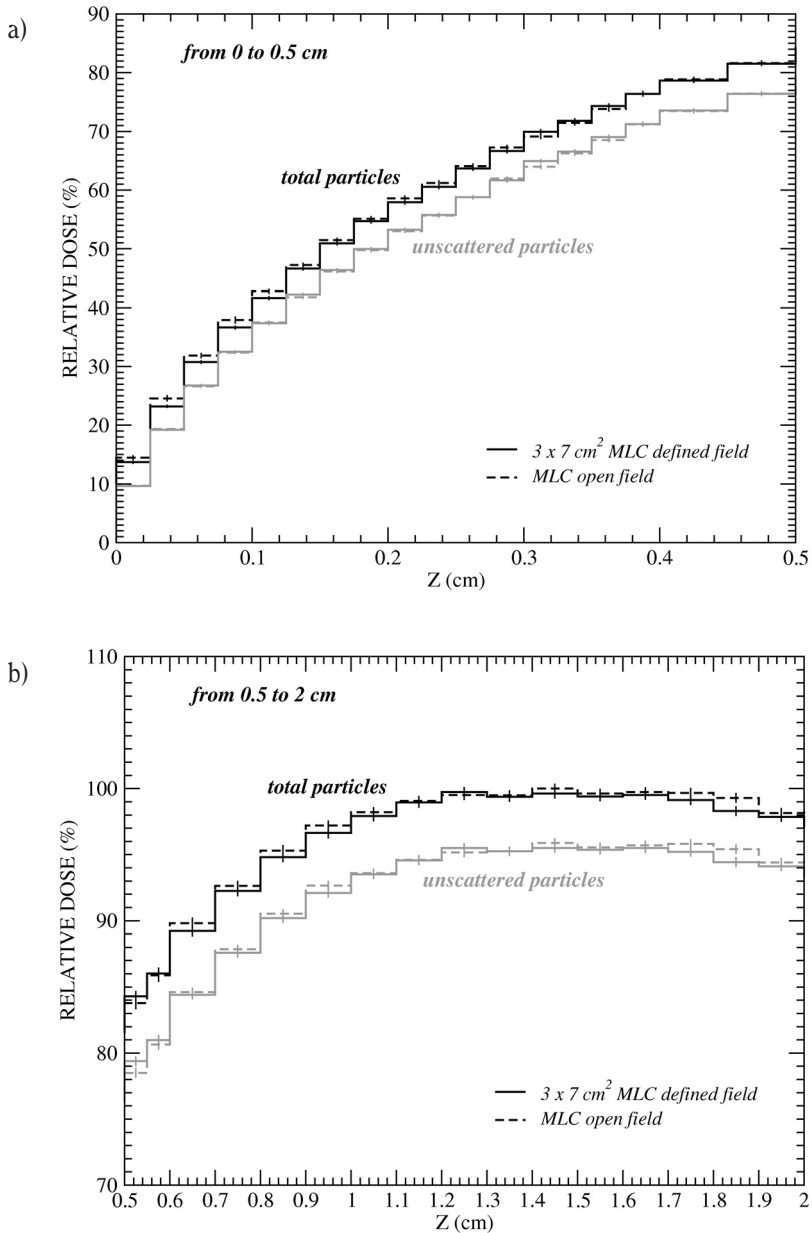 a)
90
80
70
60
50
40
30
20
10
0
RELATIVE DOSE (%)
from 0 to 0.5 cm
total particles
unscattered particles
3 x 7 cm² MLC defined field
MLC open field
0 0.1 0.2 0.3 0.4 0.5
Z (cm)
b)
110
100
90
80
70
RELATIVE DOSE (%)
from 0.5 to 2 cm
total particles
unscattered particles
3 x 7 cm² MLC defined field
MLC open field
0.5 0.6 0.7 0.8 0.9 1 1.1 1.2 1.3 1.4 1.5 1.6 1.7 1.8 1.9 2
Z (cm)